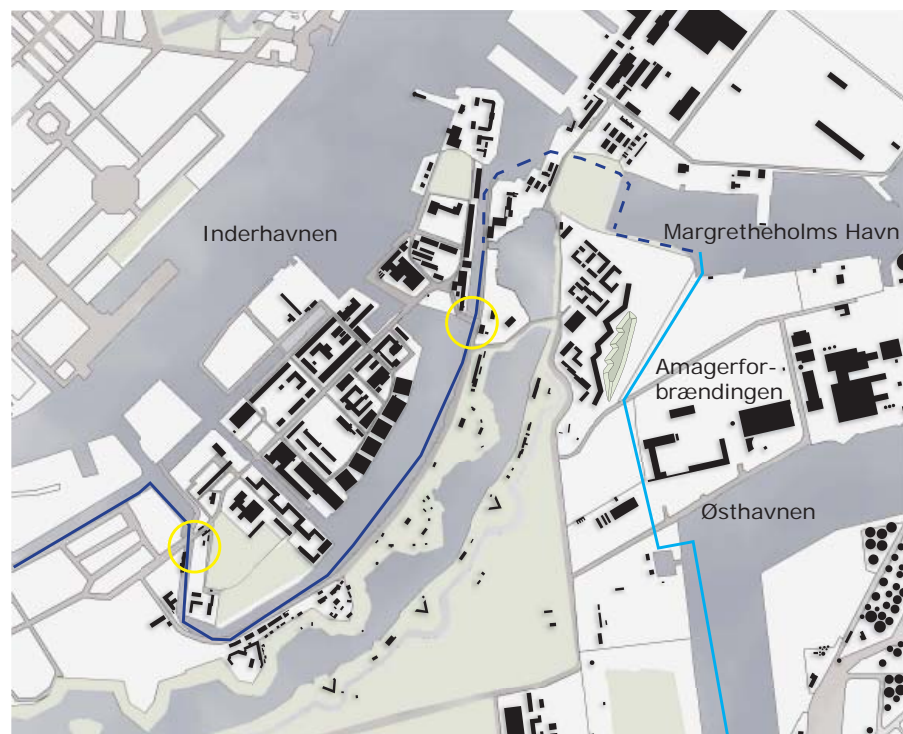 Inderhavnen
Margretheholms Havn
Amagerfor-
brændingen
Østhavnen